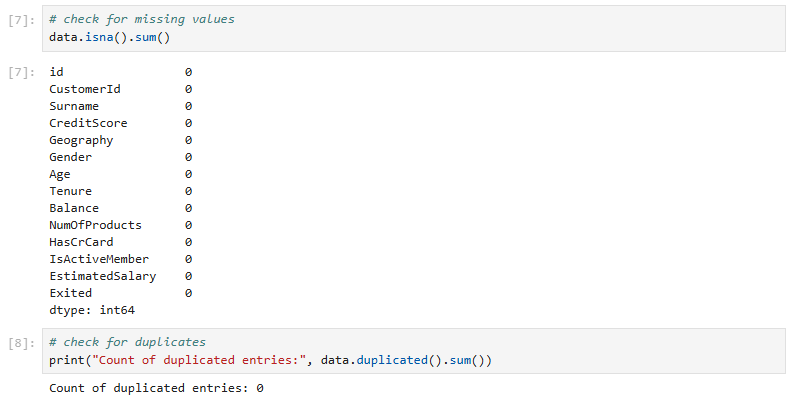 [7]: # check for missing values
data.isna().sum()
[7]: id 0
CustomerId 0
Surname 0
CreditScore 0
Geography 0
Gender 0
Age 0
Tenure 0
Balance 0
NumOfProducts 0
HasCrCard 0
IsActiveMember 0
EstimatedSalary 0
Exited 0
dtype: int64
[8]: # check for duplicates
print("Count of duplicated entries:", data.duplicated().sum())
Count of duplicated entries: 0